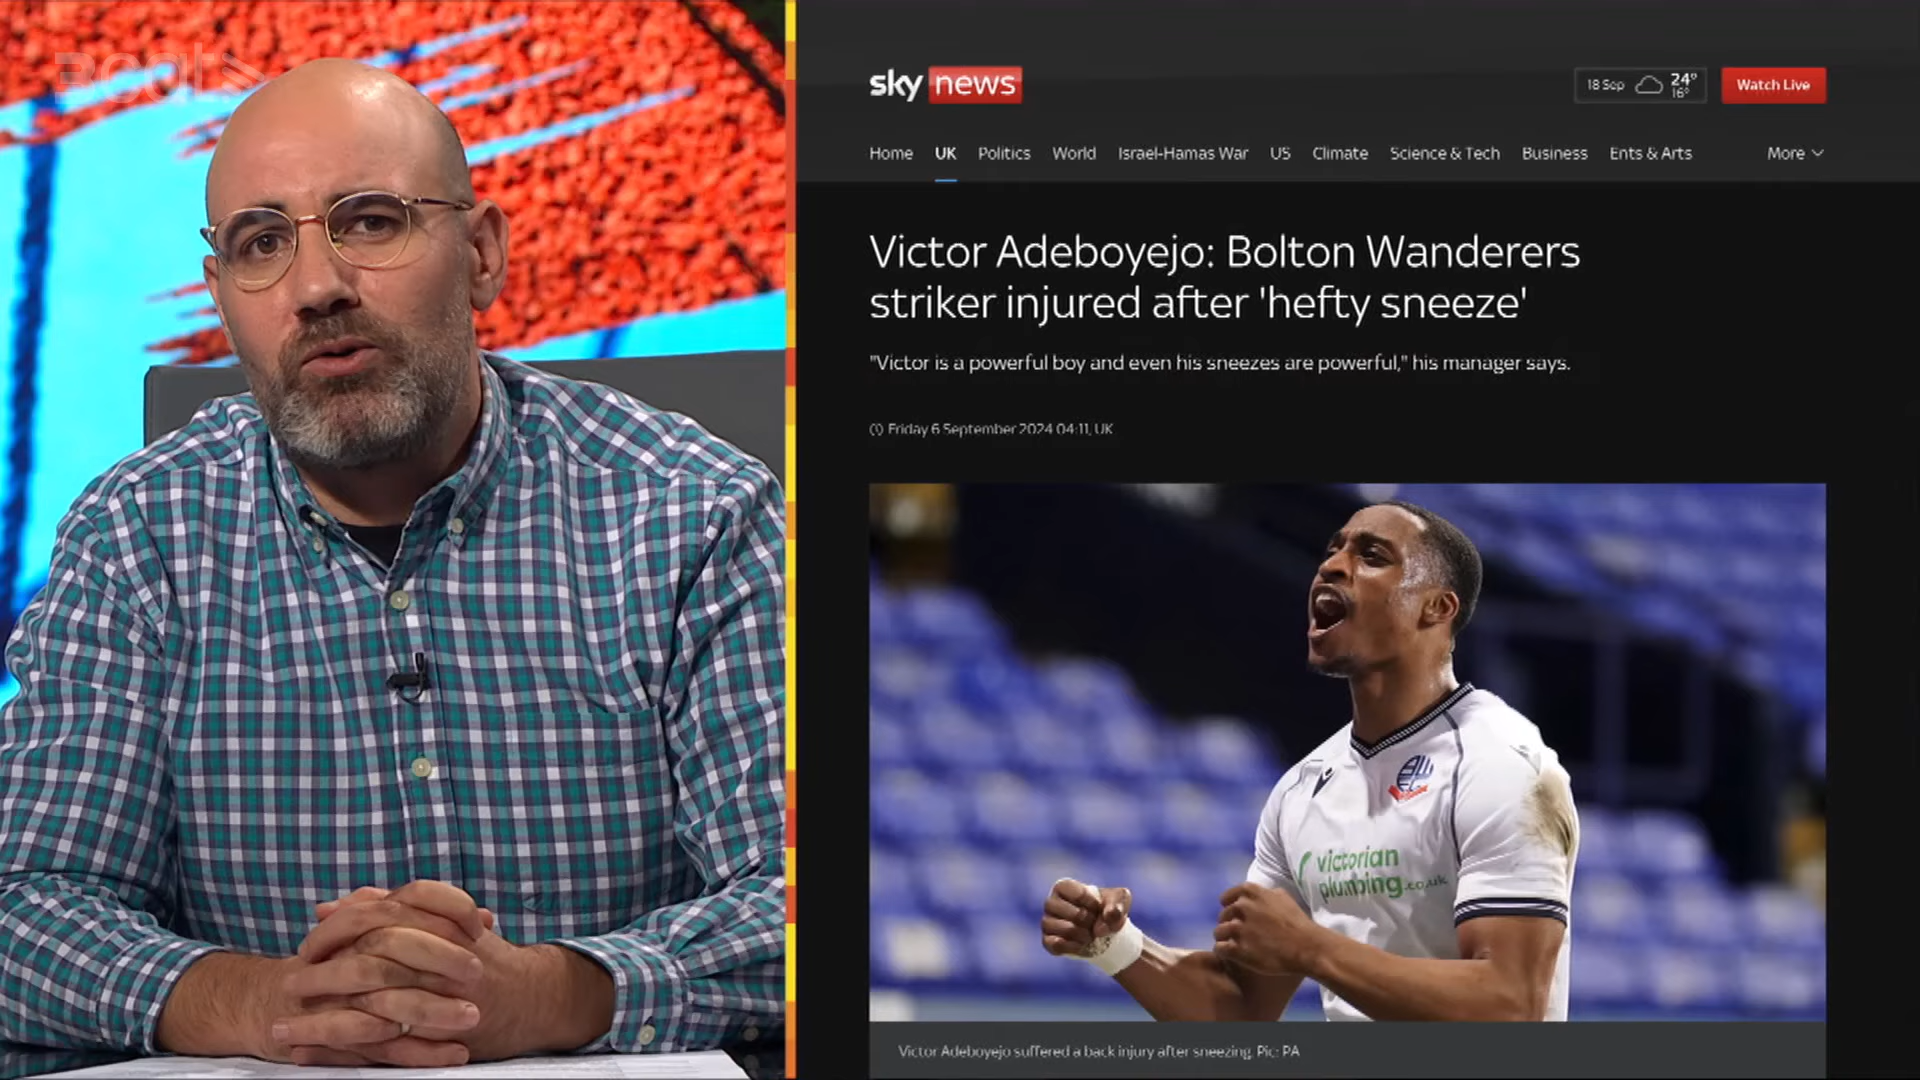 3cat
sky news
18 Sep 24° 16°
Watch Live
Home UK Politics World Israel-Hamas War US Climate Science & Tech Business Ents & Arts More
Victor Adeboyejo: Bolton Wanderers
striker injured after 'hefty sneeze'
"Victor is a powerful boy and even his sneezes are powerful," his manager says.
Friday 6 September 2024 04:11, UK
victorian
plumbing.co.uk
Victor Adeboyejo suffered a back injury after sneezing. Pic: PA